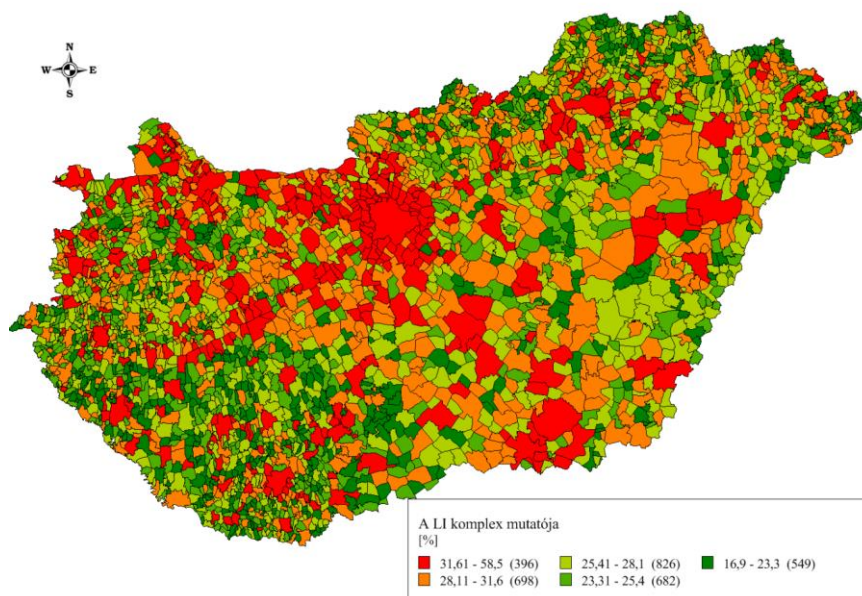 N
W E
S
A LI komplex mutatója
[%]
31,61 - 58,5 (396) 25,41 - 28,1 (826) 16,9 - 23,3 (549)
28,11 - 31,6 (698) 23,31 - 25,4 (682)